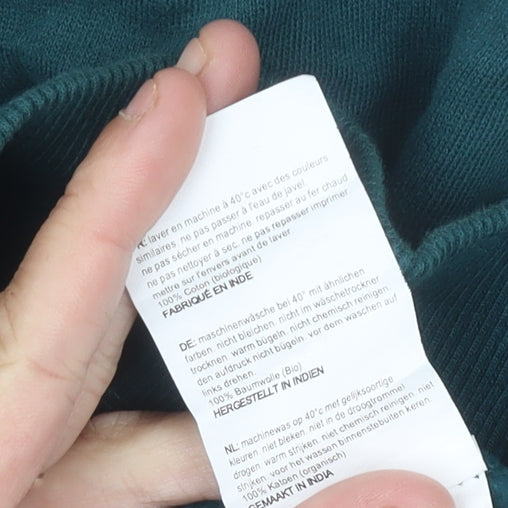 FR: laver en machine à 40°c avec des couleurs
similaires. ne pas passer à l'eau de javel
ne pas sécher en machine. repasser au fer chaud
ne pas nettoyer à sec. ne pas repasser imprimer.
mettre sur l'envers avant de laver
100% Coton (biologique)
FABRIQUÉ EN INDE
DE: maschinenwäsche bei 40° mit ähnlichen
farben. nicht bleichen. nicht im wäschetrockner
trocknen. warm bügeln. nicht chemisch reinigen.
den aufdruck nicht bügeln. vor dem waschen auf
links drehen.
100% Baumwolle (Bio)
HERGESTELLT IN INDIEN
NL: machinewas op 40°c met gelijksoortige
kleuren. niet bleken. niet in de droogtrommel
drogen. warm strijken. niet chemisch reinigen. niet
strijken. voor het wassen binnenstebuiten keren.
100% Katoen (organisch)
GEMAAKT IN INDIA